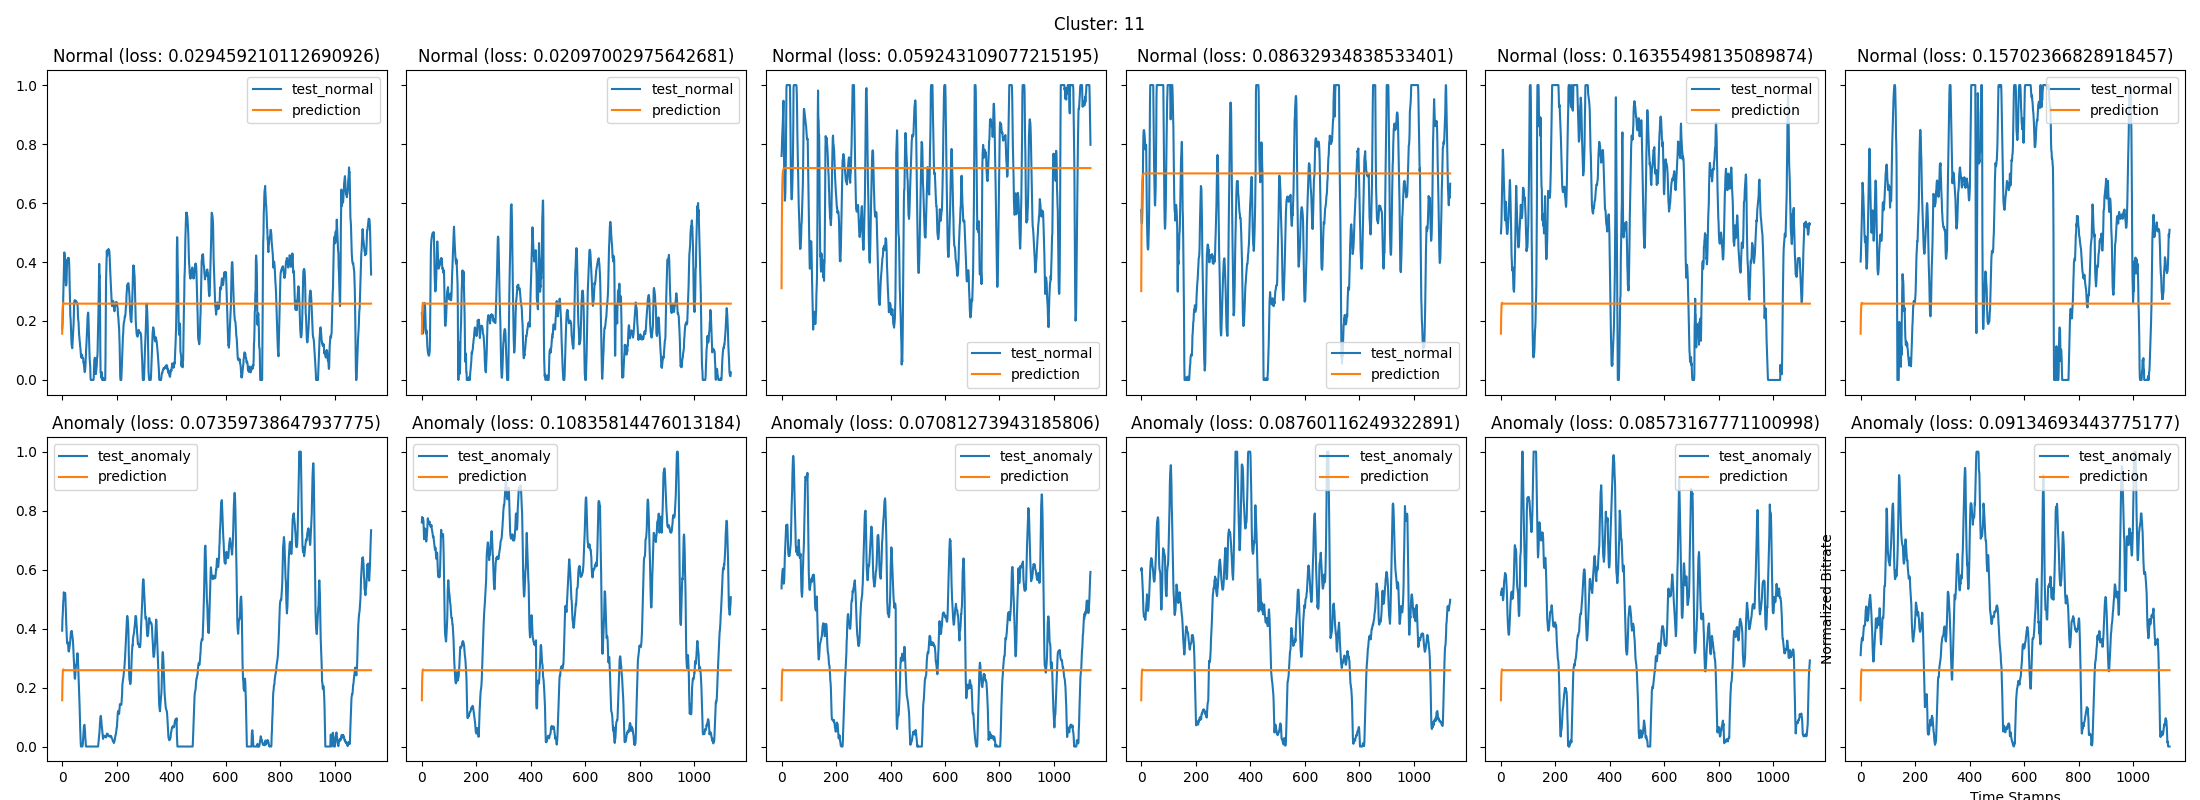 Cluster: 11
Normal (loss: 0.029459210112690926)
Normal (loss: 0.02097002975642681)
Normal (loss: 0.059243109077215195)
Normal (loss: 0.08632934838533401)
Normal (loss: 0.16355498135089874)
Normal (loss: 0.15702366828918457)
test_normal
prediction
test_normal
prediction
test_normal
prediction
test_normal
prediction
test_normal
prediction
test_normal
prediction
1.0
0.8
0.6
0.4
0.2
0.0
Anomaly (loss: 0.07359738647937775)
Anomaly (loss: 0.10835814476013184)
Anomaly (loss: 0.07081273943185806)
Anomaly (loss: 0.08760116249322891)
Anomaly (loss: 0.08573167771100998)
Anomaly (loss: 0.09134693443775177)
test_anomaly
prediction
test_anomaly
prediction
test_anomaly
prediction
test_anomaly
prediction
test_anomaly
prediction
test_anomaly
prediction
1.0
0.8
0.6
0.4
0.2
0.0
Normalized Bitrate
0 200 400 600 800 1000
0 200 400 600 800 1000
0 200 400 600 800 1000
0 200 400 600 800 1000
0 200 400 600 800 1000
0 200 400 600 800 1000
Time Stamps